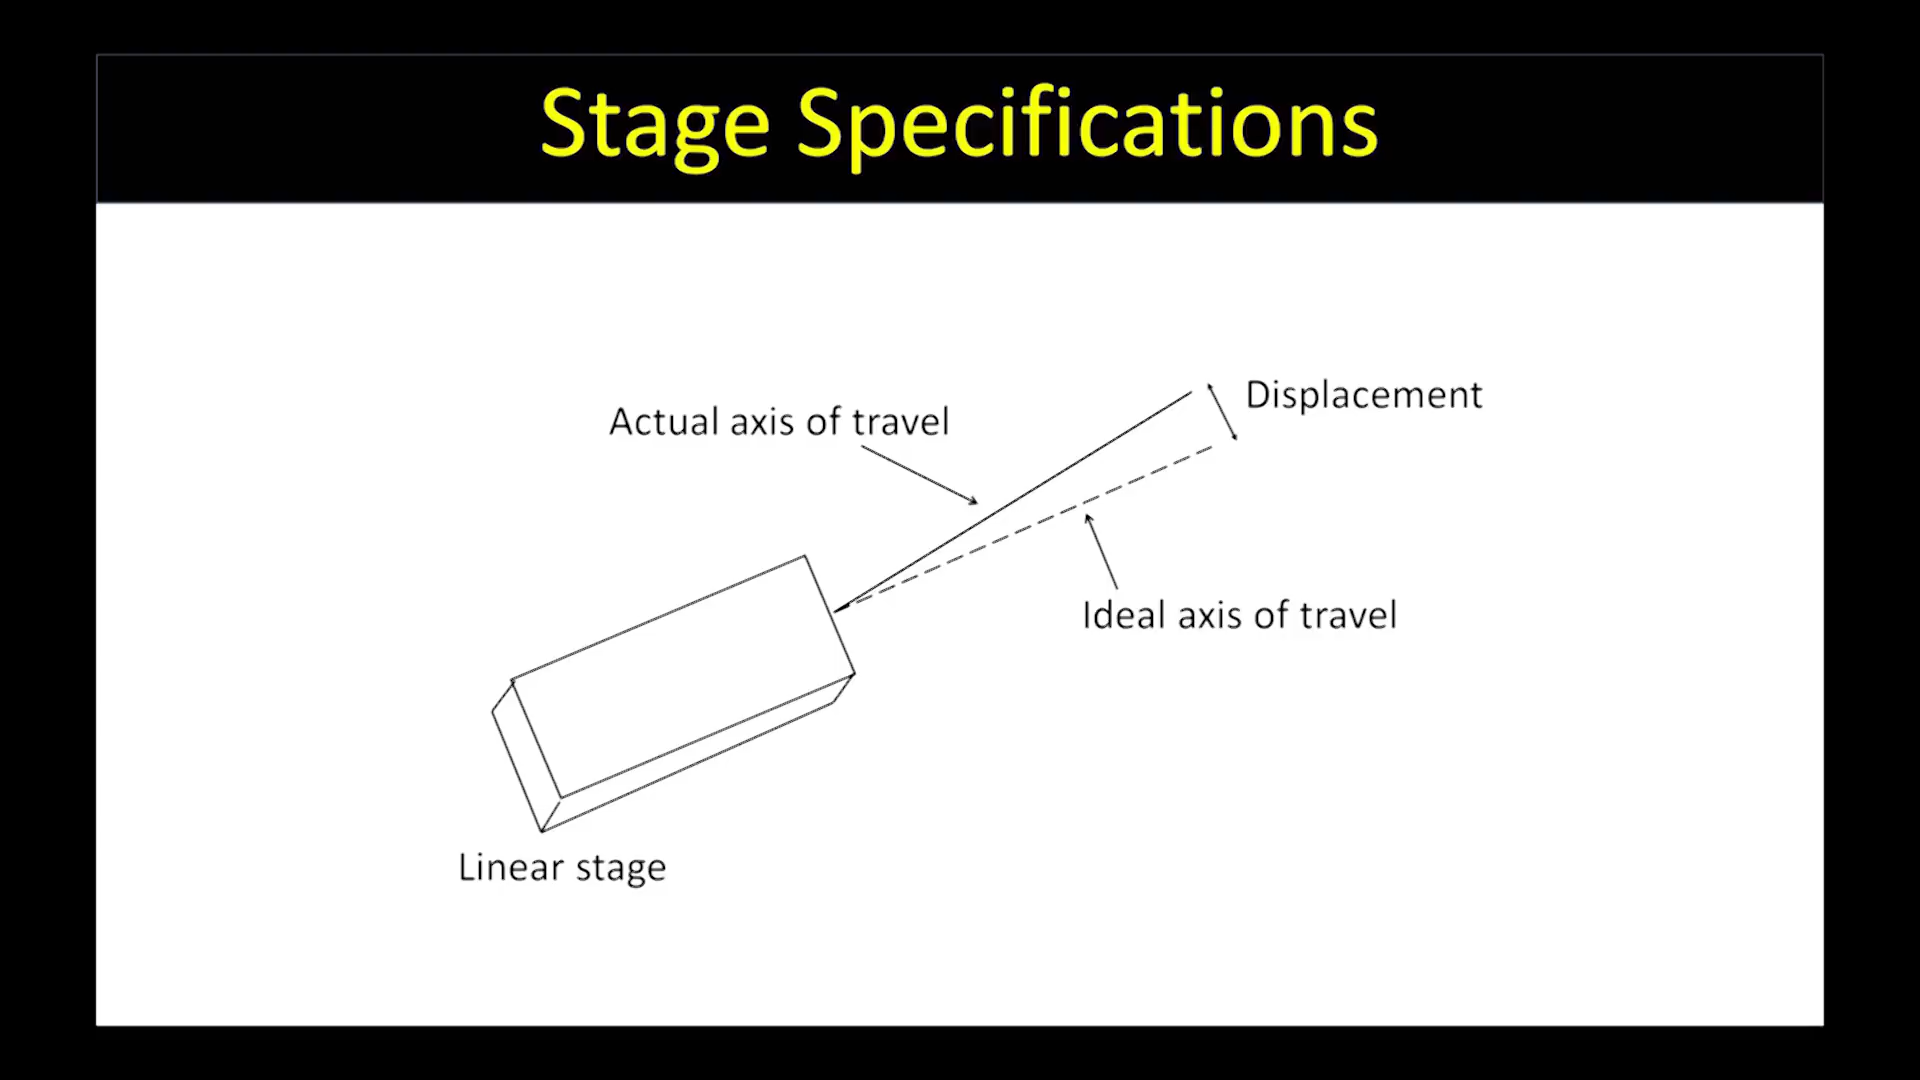 Stage Specifications
Displacement
Actual axis of travel
Ideal axis of travel
Linear stage